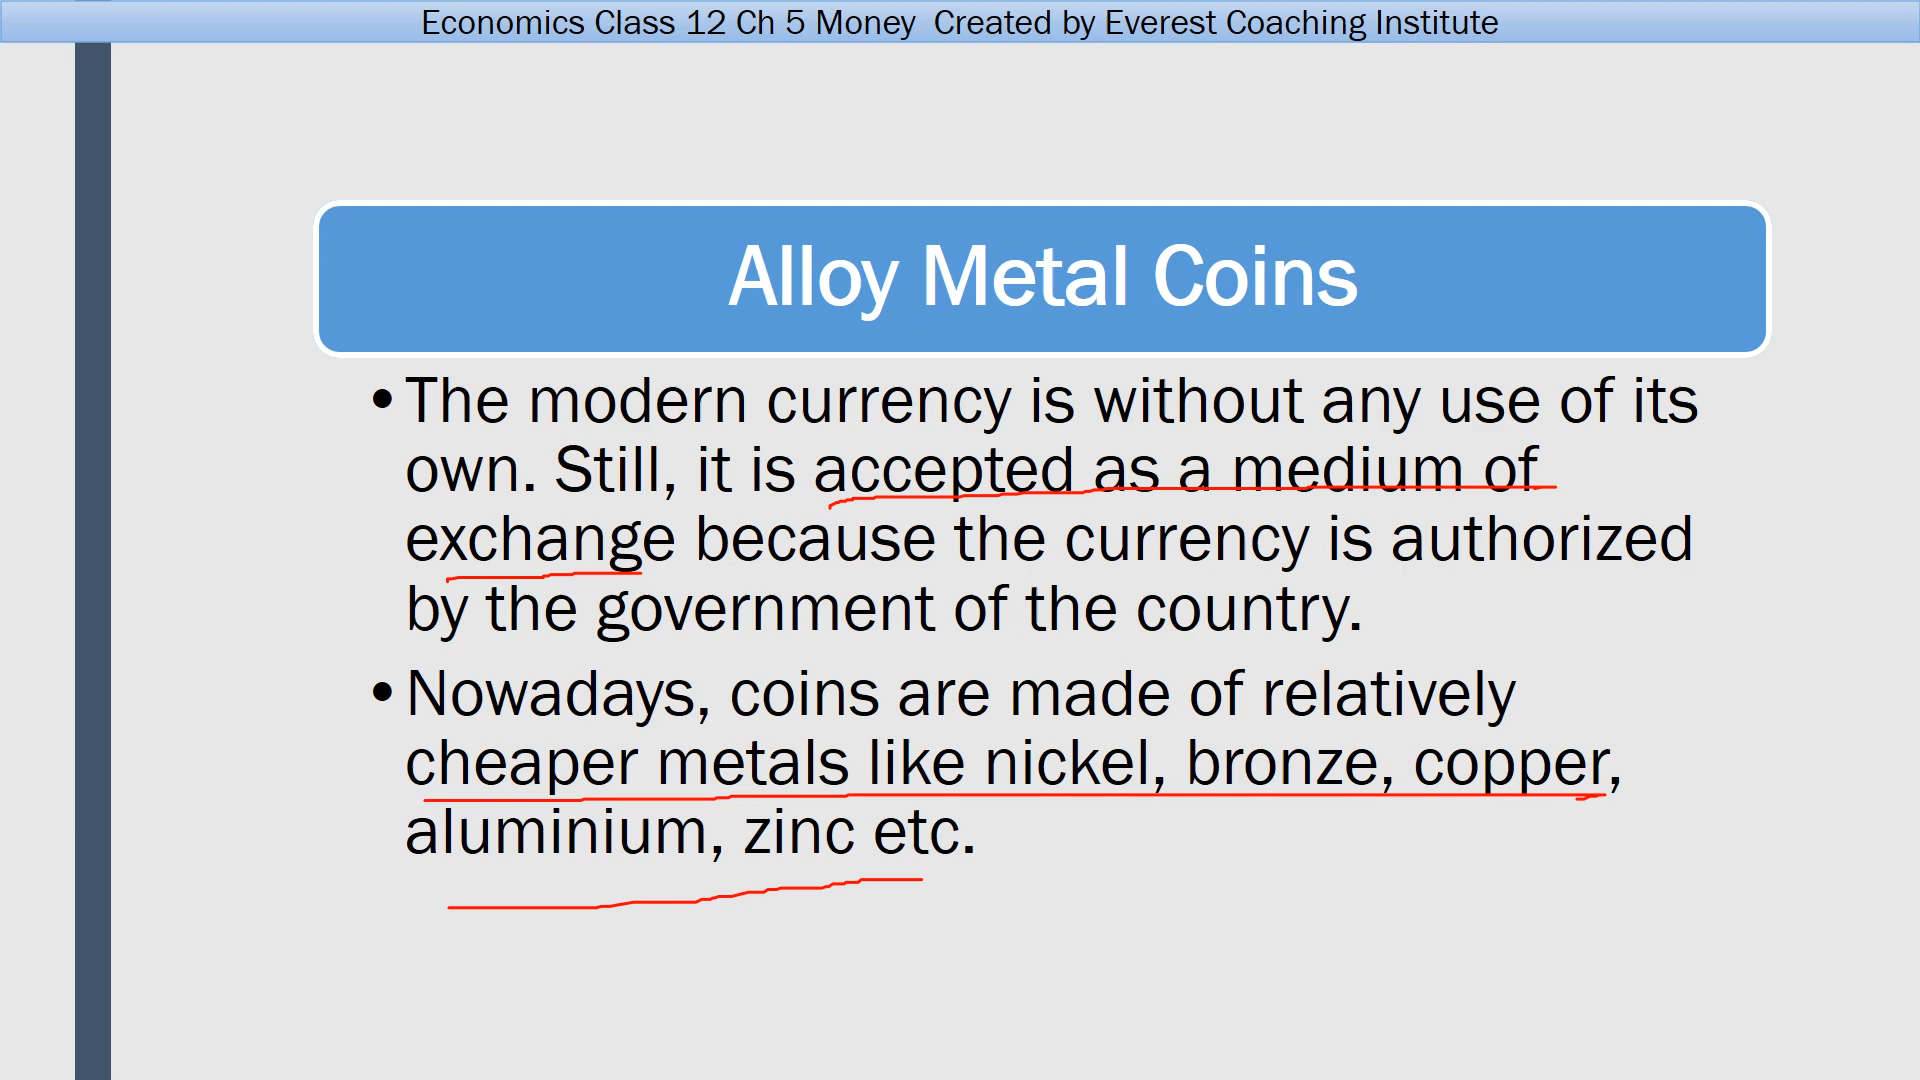 Economics Class 12 Ch 5 Money  Created by Everest Coaching Institute
Alloy Metal Coins
•The modern currency is without any use of its
own. Still, it is accepted as a medium of
exchange because the currency is authorized
by the government of the country.
•Nowadays, coins are made of relatively
cheaper metals like nickel, bronze, copper,
aluminium, zinc etc.